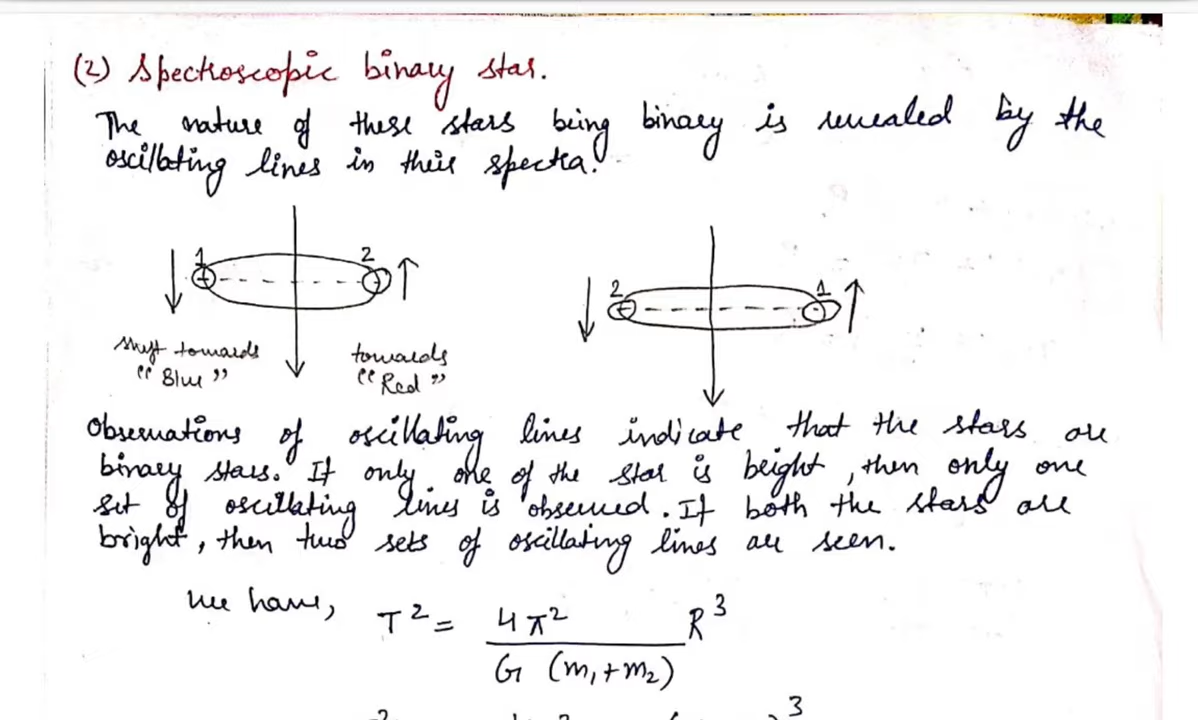 (2) Spectroscopic binary star.
The nature of these stars being binary is revealed by the
oscillating lines in their spectra.
1 2
2 1
shift towards towards
"Blue" "Red"
Observations of oscillating lines indicate that the stars are
binary stars. If only one of the star is bright, then only one
set of oscillating lines is observed. If both the stars are
bright, then two sets of oscillating lines are seen.
we have, T² = 4π² R³
G (m₁+m₂)